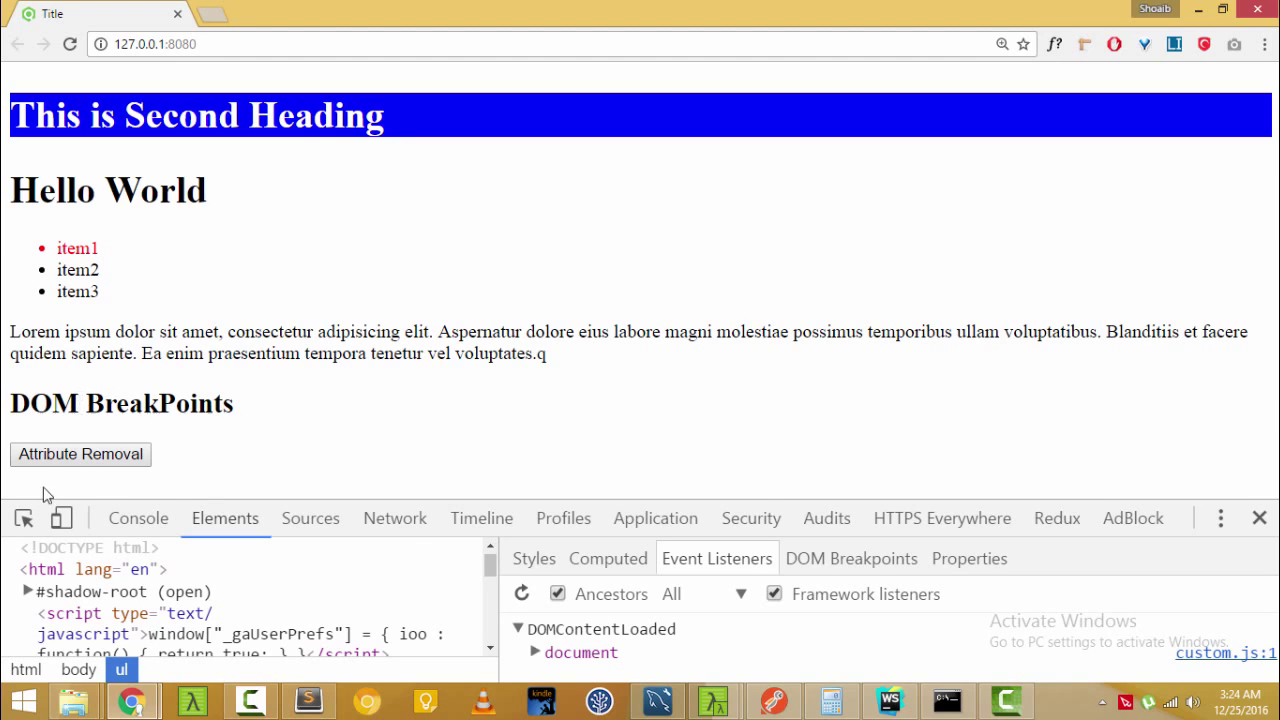 Title
Shoaib
127.0.0.1:8080
f?
LI
This is Second Heading
Hello World
item1
item2
item3
Lorem ipsum dolor sit amet, consectetur adipisicing elit. Aspernatur dolore eius labore magni molestiae possimus temporibus ullam voluptatibus. Blanditiis et facere
quidem sapiente. Ea enim praesentium tempora tenetur vel voluptates.q
DOM BreakPoints
Attribute Removal
Console Elements Sources Network Timeline Profiles Application Security Audits HTTPS Everywhere Redux AdBlock
<!DOCTYPE html>
<html lang="en">
#shadow-root (open)
<script type="text/
javascript">window["_gaUserPrefs"] = { ioo :
function() { return true; } }</script>
html body ul
Styles Computed Event Listeners DOM Breakpoints Properties
Ancestors All Framework listeners
DOMContentLoaded
document
custom.js:1
Activate Windows
Go to PC settings to activate Windows.
kindle
WS
3:24 AM
12/25/2016